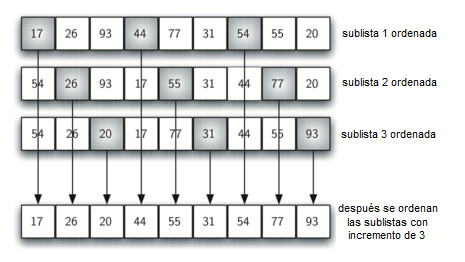 17 26 93 44 77 31 54 55 20 sublista 1 ordenada
54 26 93 17 55 31 44 77 20 sublista 2 ordenada
54 26 20 17 77 31 44 55 93 sublista 3 ordenada
17 26 20 44 55 31 54 77 93
después se ordenan
las sublistas con
incremento de 3